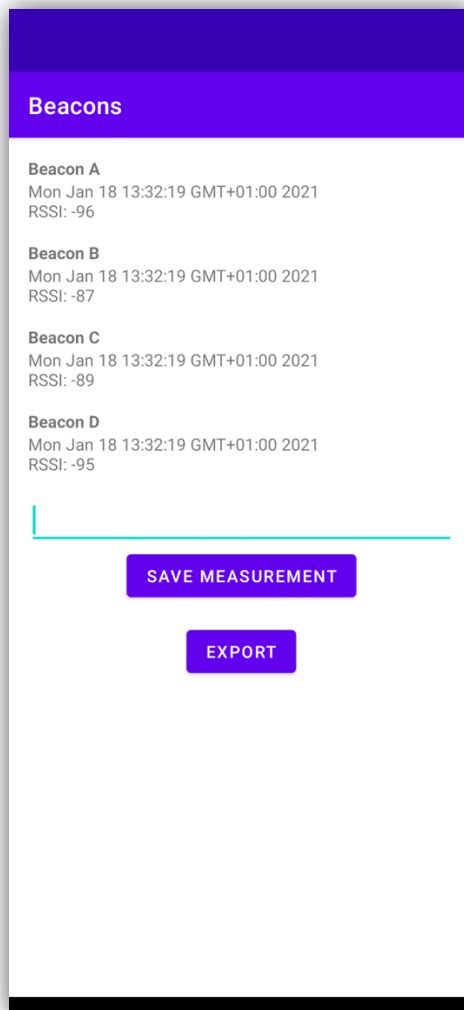 Beacons
Beacon A
Mon Jan 18 13:32:19 GMT+01:00 2021
RSSI: -96
Beacon B
Mon Jan 18 13:32:19 GMT+01:00 2021
RSSI: -87
Beacon C
Mon Jan 18 13:32:19 GMT+01:00 2021
RSSI: -89
Beacon D
Mon Jan 18 13:32:19 GMT+01:00 2021
RSSI: -95
SAVE MEASUREMENT
EXPORT